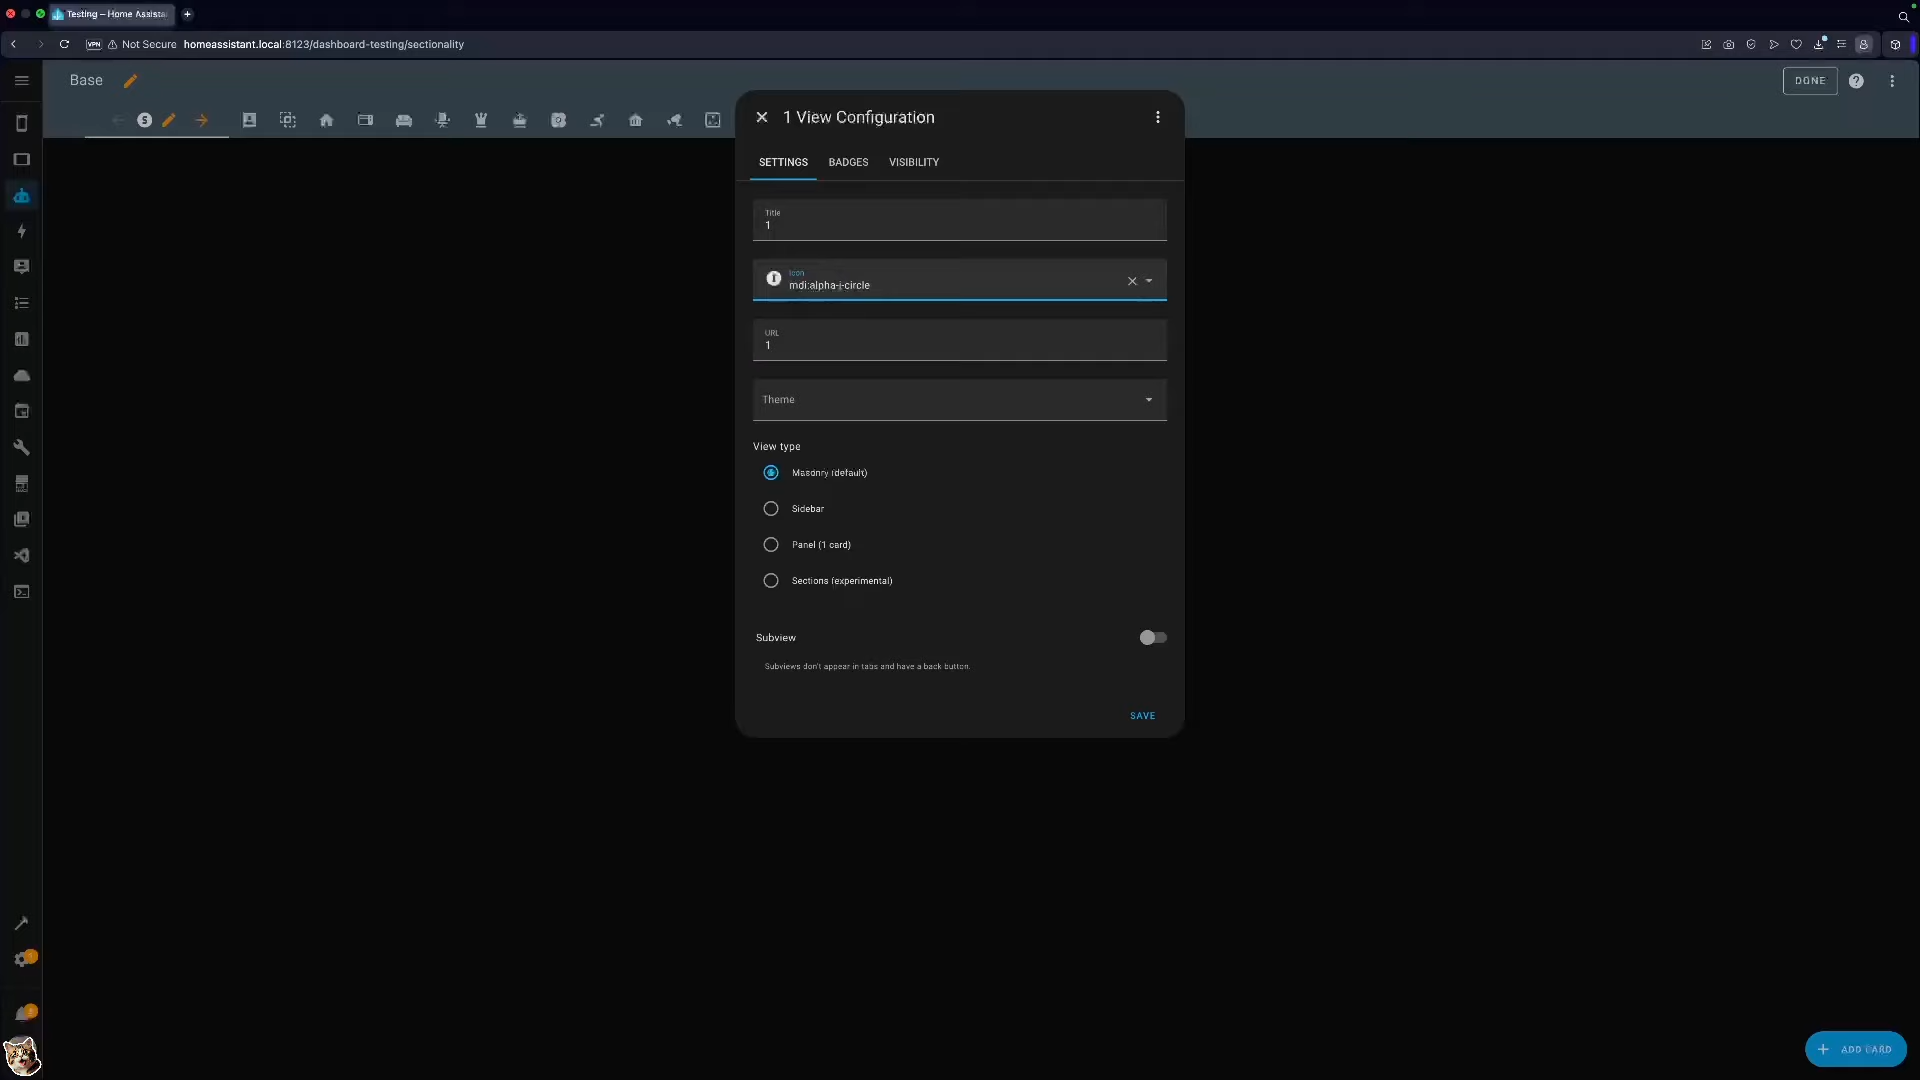 Testing – Home Assista
VPN Not Secure homeassistant.local:8123/dashboard-testing/sectionality
Base
DONE
S
1 View Configuration
SETTINGS BADGES VISIBILITY
Title
1
Icon
mdi:alpha-j-circle
URL
1
Theme
View type
Masonry (default)
Sidebar
Panel (1 card)
Sections (experimental)
Subview
Subviews don't appear in tabs and have a back button.
SAVE
ADD CARD